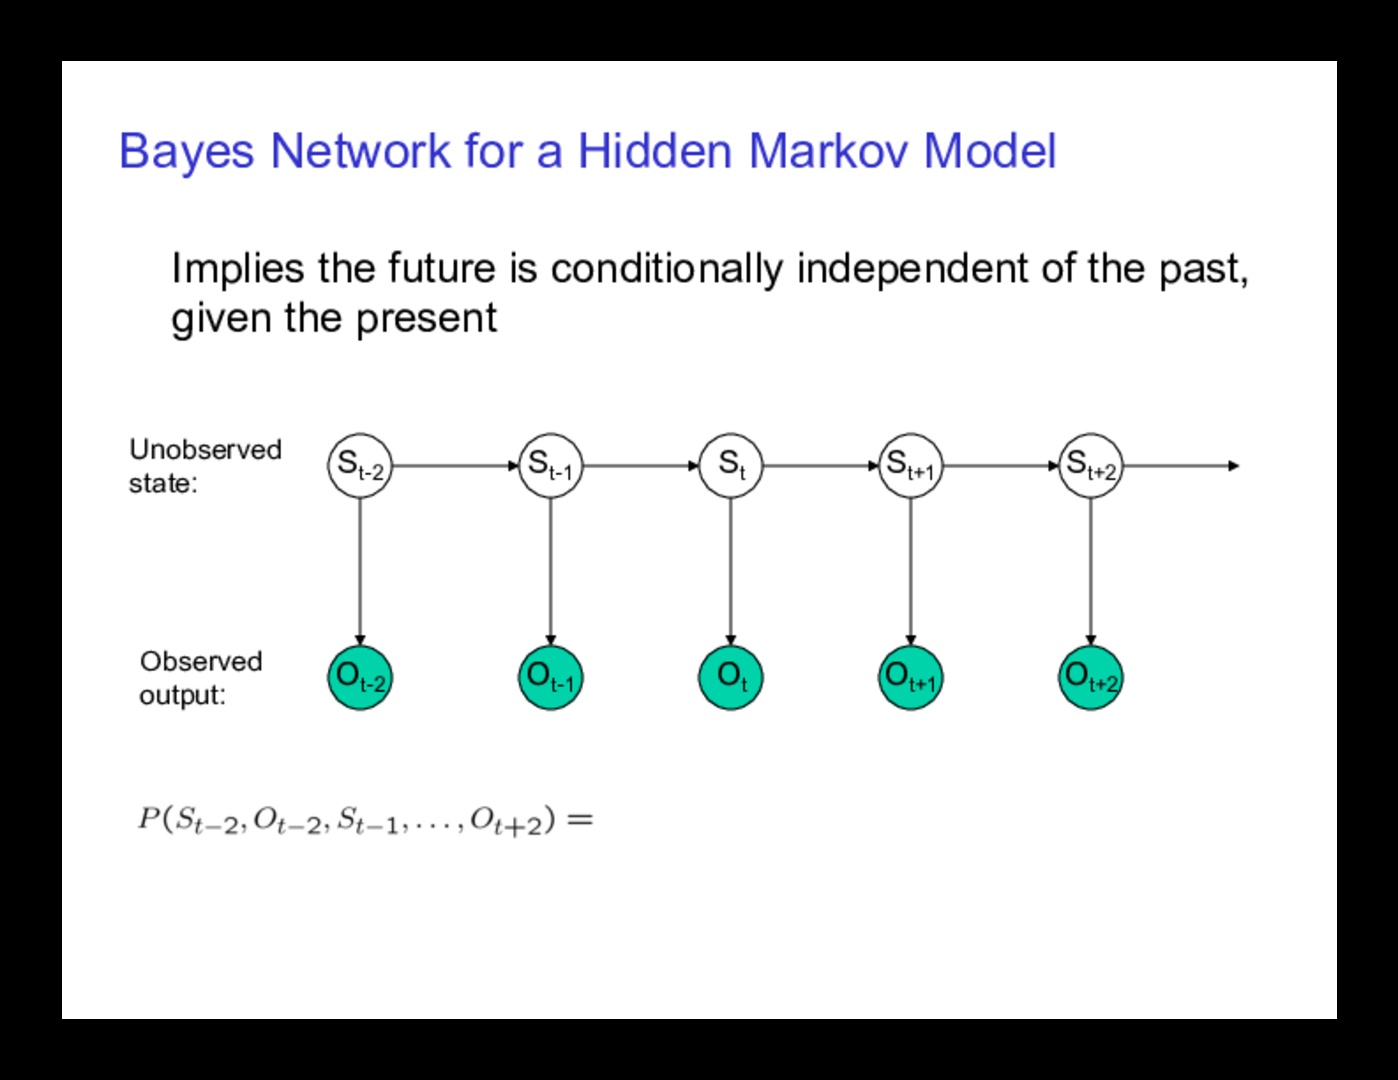 Bayes Network for a Hidden Markov Model
Implies the future is conditionally independent of the past,
given the present
Unobserved
state:
S_{t-2} S_{t-1} S_t S_{t+1} S_{t+2}
Observed
output:
O_{t-2} O_{t-1} O_t O_{t+1} O_{t+2}
P(S_{t-2}, O_{t-2}, S_{t-1}, ..., O_{t+2}) =